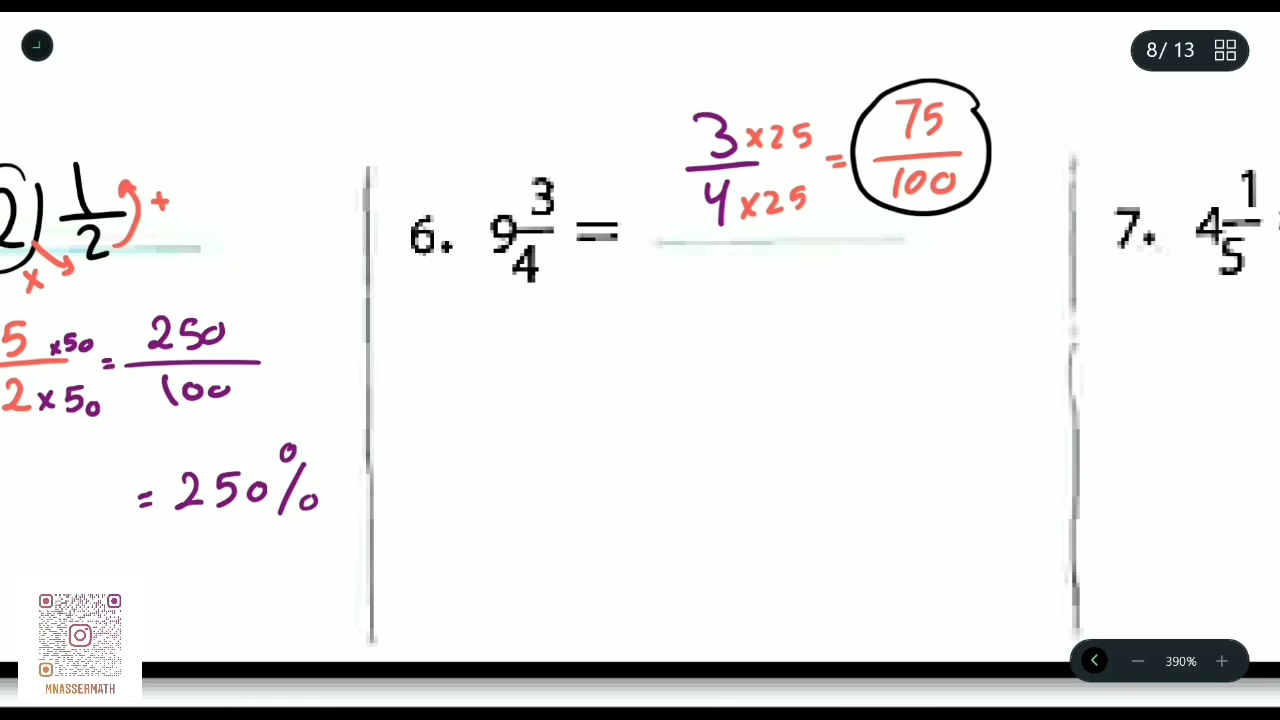 8/ 13
2) 1/2 +
x
5 x50 / 2 x50 = 250/100
= 250%
6. 9 3/4 =
3 x25 / 4 x25 = 75/100
7. 4 1/5 =
MNASSERMATH
390%